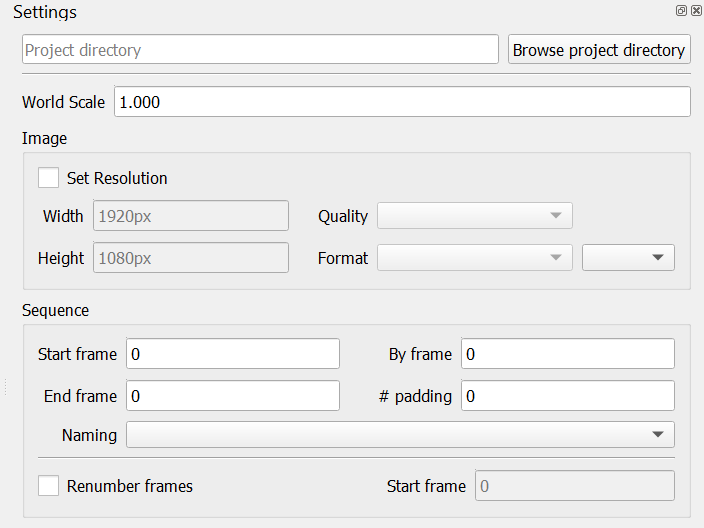 Settings
Project directory Browse project directory
World Scale 1.000
Image
Set Resolution
Width 1920px Quality
Height 1080px Format
Sequence
Start frame 0 By frame 0
End frame 0 # padding 0
Naming
Renumber frames Start frame 0